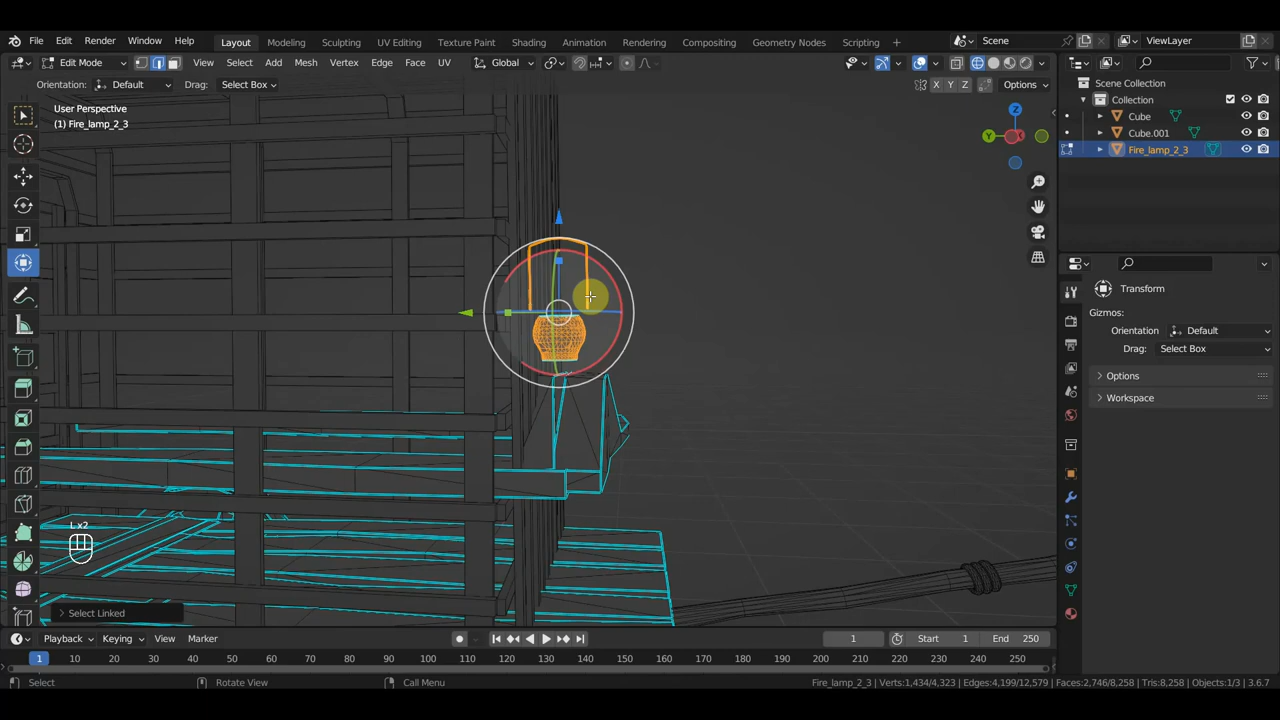 File Edit Render Window Help Layout Modeling Sculpting UV Editing Texture Paint Shading Animation Rendering Compositing Geometry Nodes Scripting + Scene ViewLayer
Edit Mode View Select Add Mesh Vertex Edge Face UV Global
Orientation: Default Drag: Select Box X Y Z Options
User Perspective
(1) Fire_lamp_2_3
Scene Collection
Collection
Cube
Cube.001
Fire_lamp_2_3
Z
Y
X
Transform
Gizmos:
Orientation Default
Drag: Select Box
Options
Workspace
L x2
Select Linked
Playback Keying View Marker 1 Start 1 End 250
1 10 20 30 40 50 60 70 80 90 100 110 120 130 140 150 160 170 180 190 200 210 220 230 240 250
Select Rotate View Call Menu Fire_lamp_2_3 | Verts:1,434/4,323 | Edges:4,199/12,579 | Faces:2,746/8,258 | Tris:8,258 | Objects:1/3 | 3.6.7